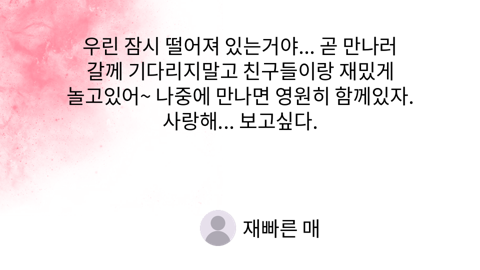 우린 잠시 떨어져 있는거야... 곧 만나러
갈께 기다리지말고 친구들이랑 재밌게
놀고있어~ 나중에 만나면 영원히 함께있자.
사랑해... 보고싶다.
재빠른 매